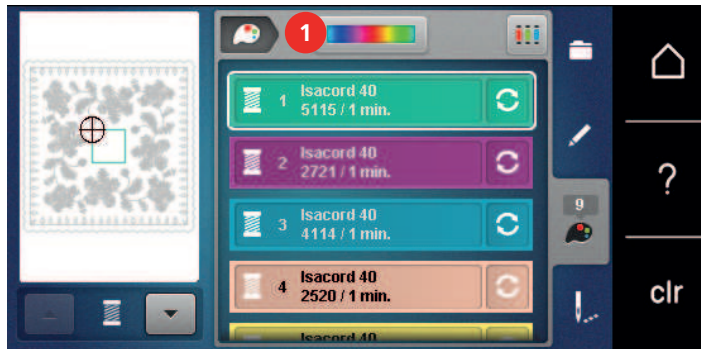 1
1 Isacord 40
5115 / 1 min.
2 Isacord 40
2721 / 1 min.
3 Isacord 40
4114 / 1 min.
4 Isacord 40
2520 / 1 min.
Isacord 40
9
?
clr